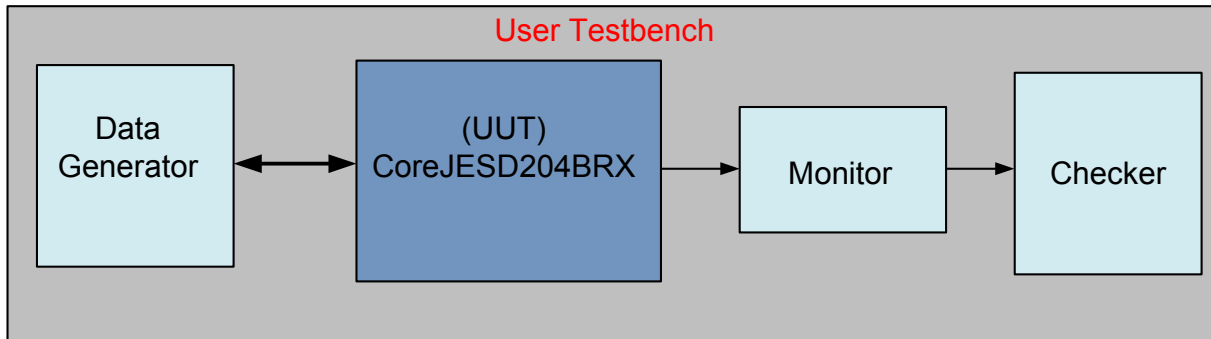 User Testbench
Data
Generator
(UUT)
CoreJESD204BRX
Monitor
Checker